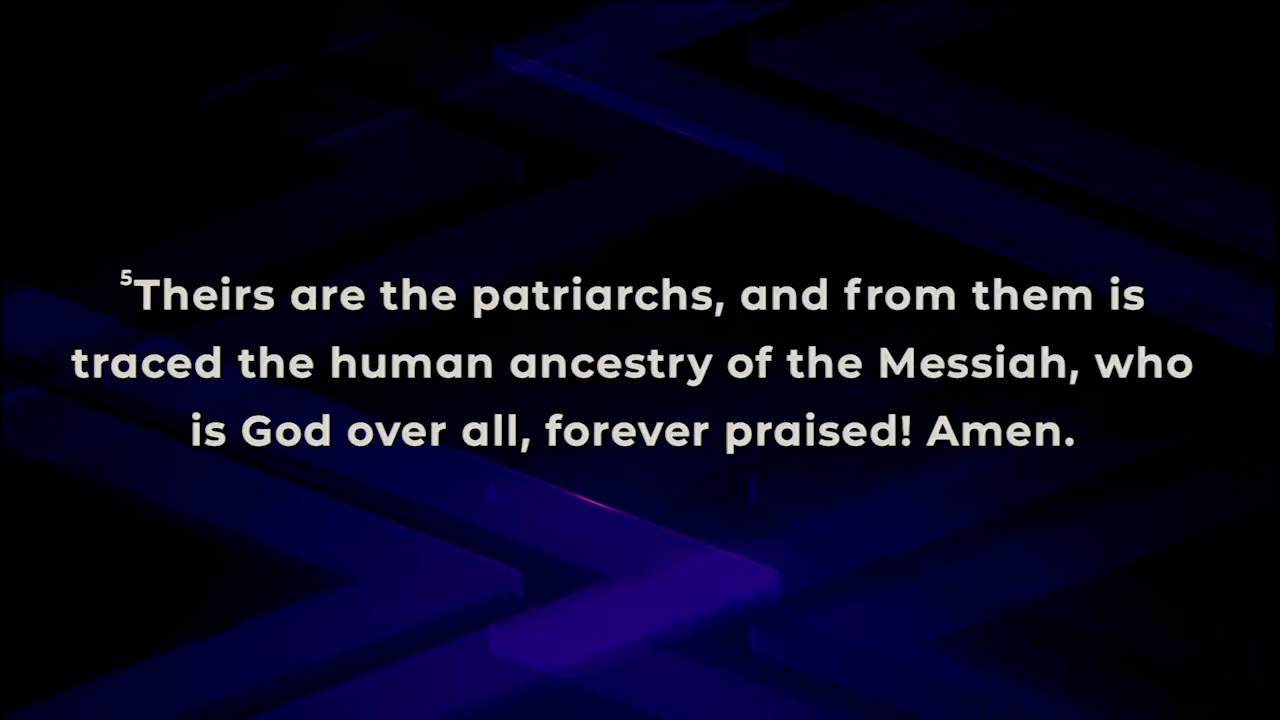 ⁵Theirs are the patriarchs, and from them is
traced the human ancestry of the Messiah, who
is God over all, forever praised! Amen.